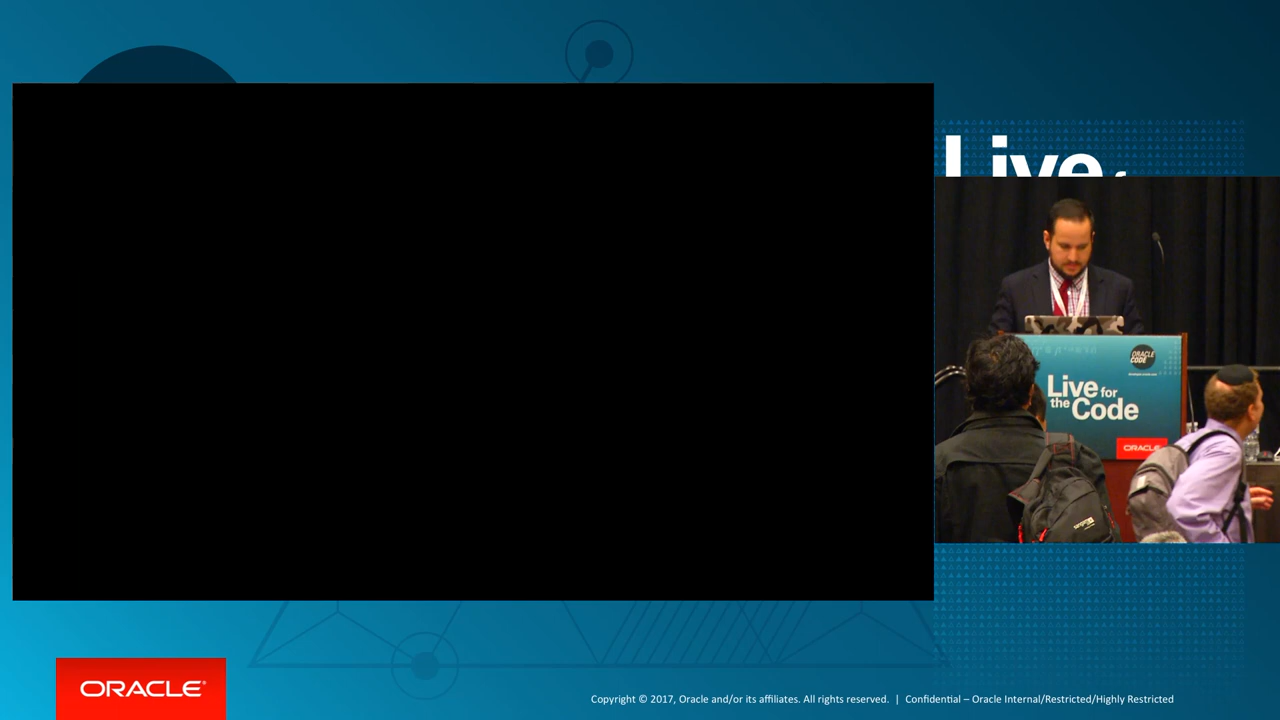 Live
ORACLE
CODE
Live for
the Code
ORACLE
ORACLE®
Copyright © 2017, Oracle and/or its affiliates. All rights reserved. | Confidential – Oracle Internal/Restricted/Highly Restricted